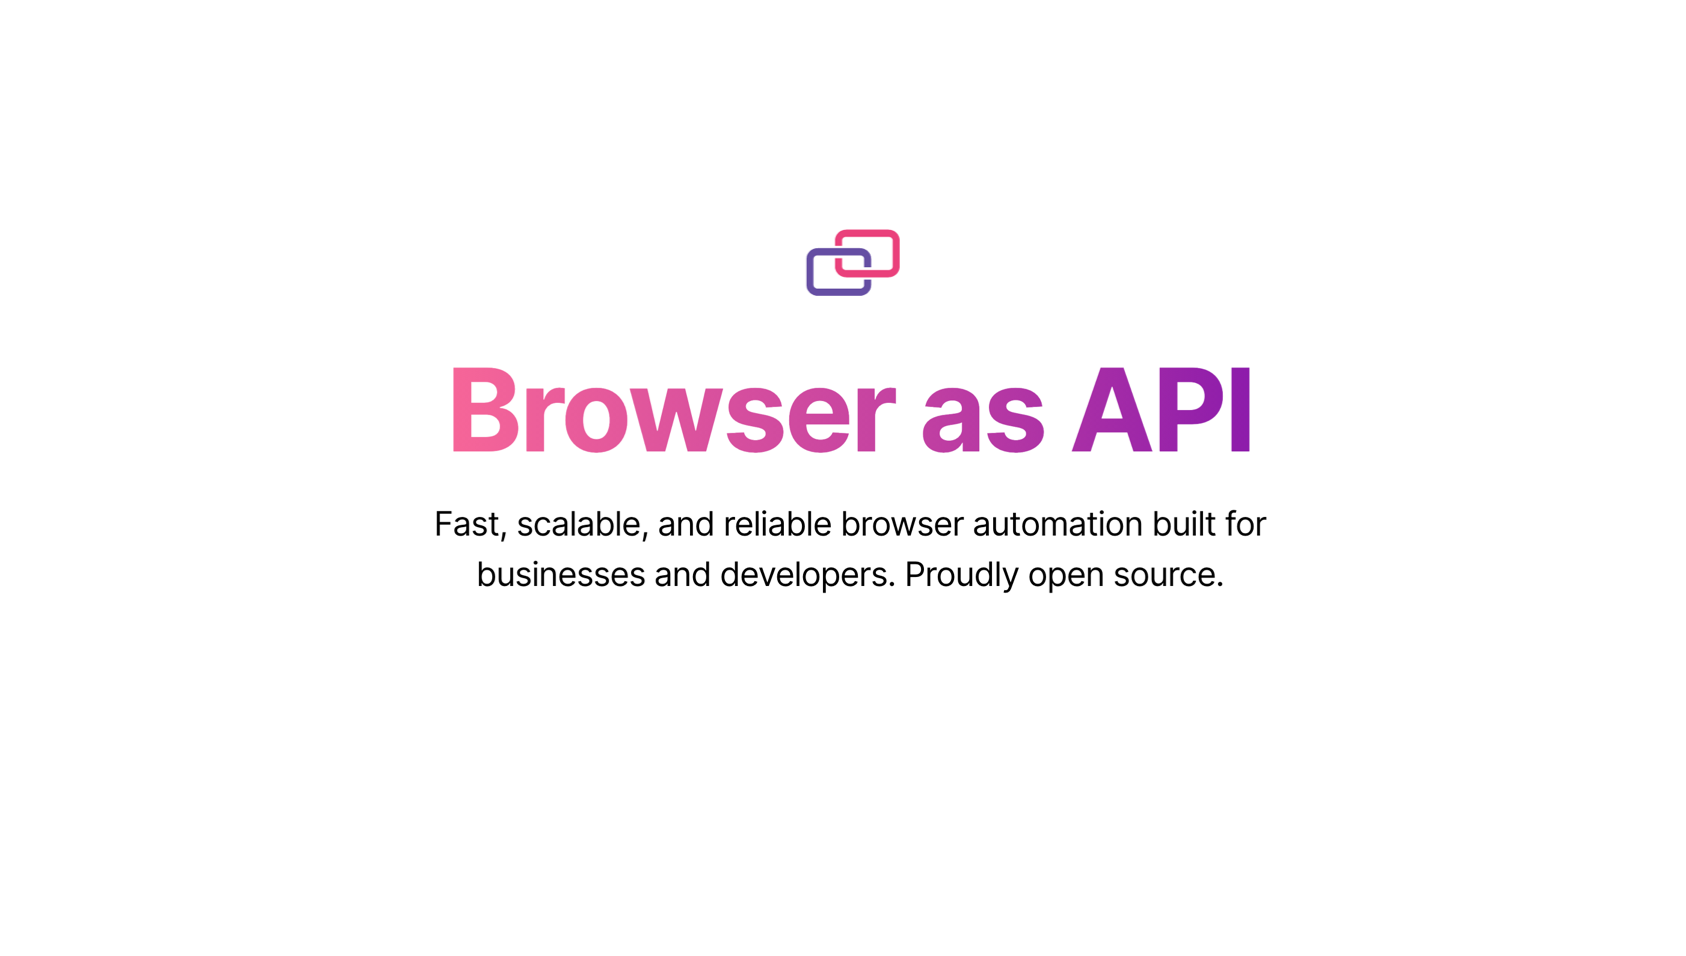 Browser as API
Fast, scalable, and reliable browser automation built for
businesses and developers. Proudly open source.